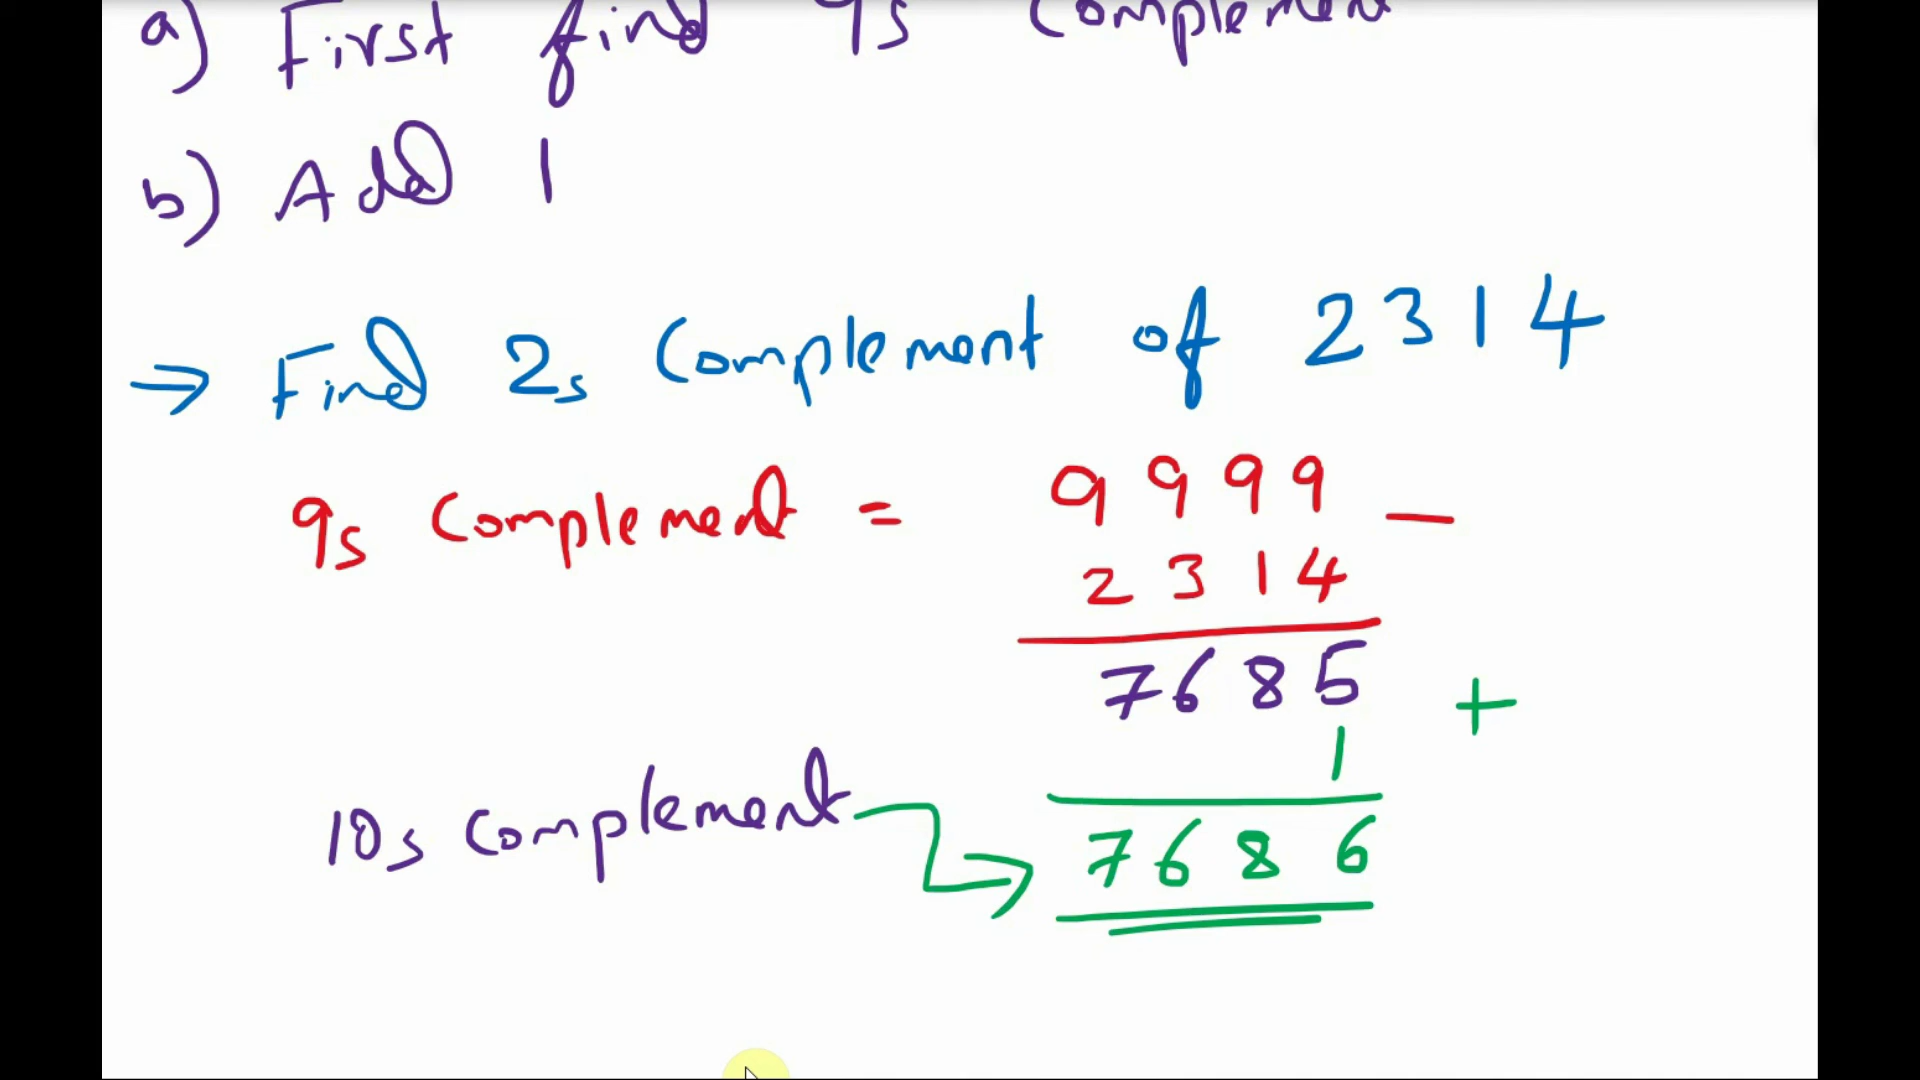 a) First find 9s Complement
b) Add 1
⇒ Find 2s Complement of 2314
9s Complement = 9999 −
2314
7685 +
1
10s Complement → 7686